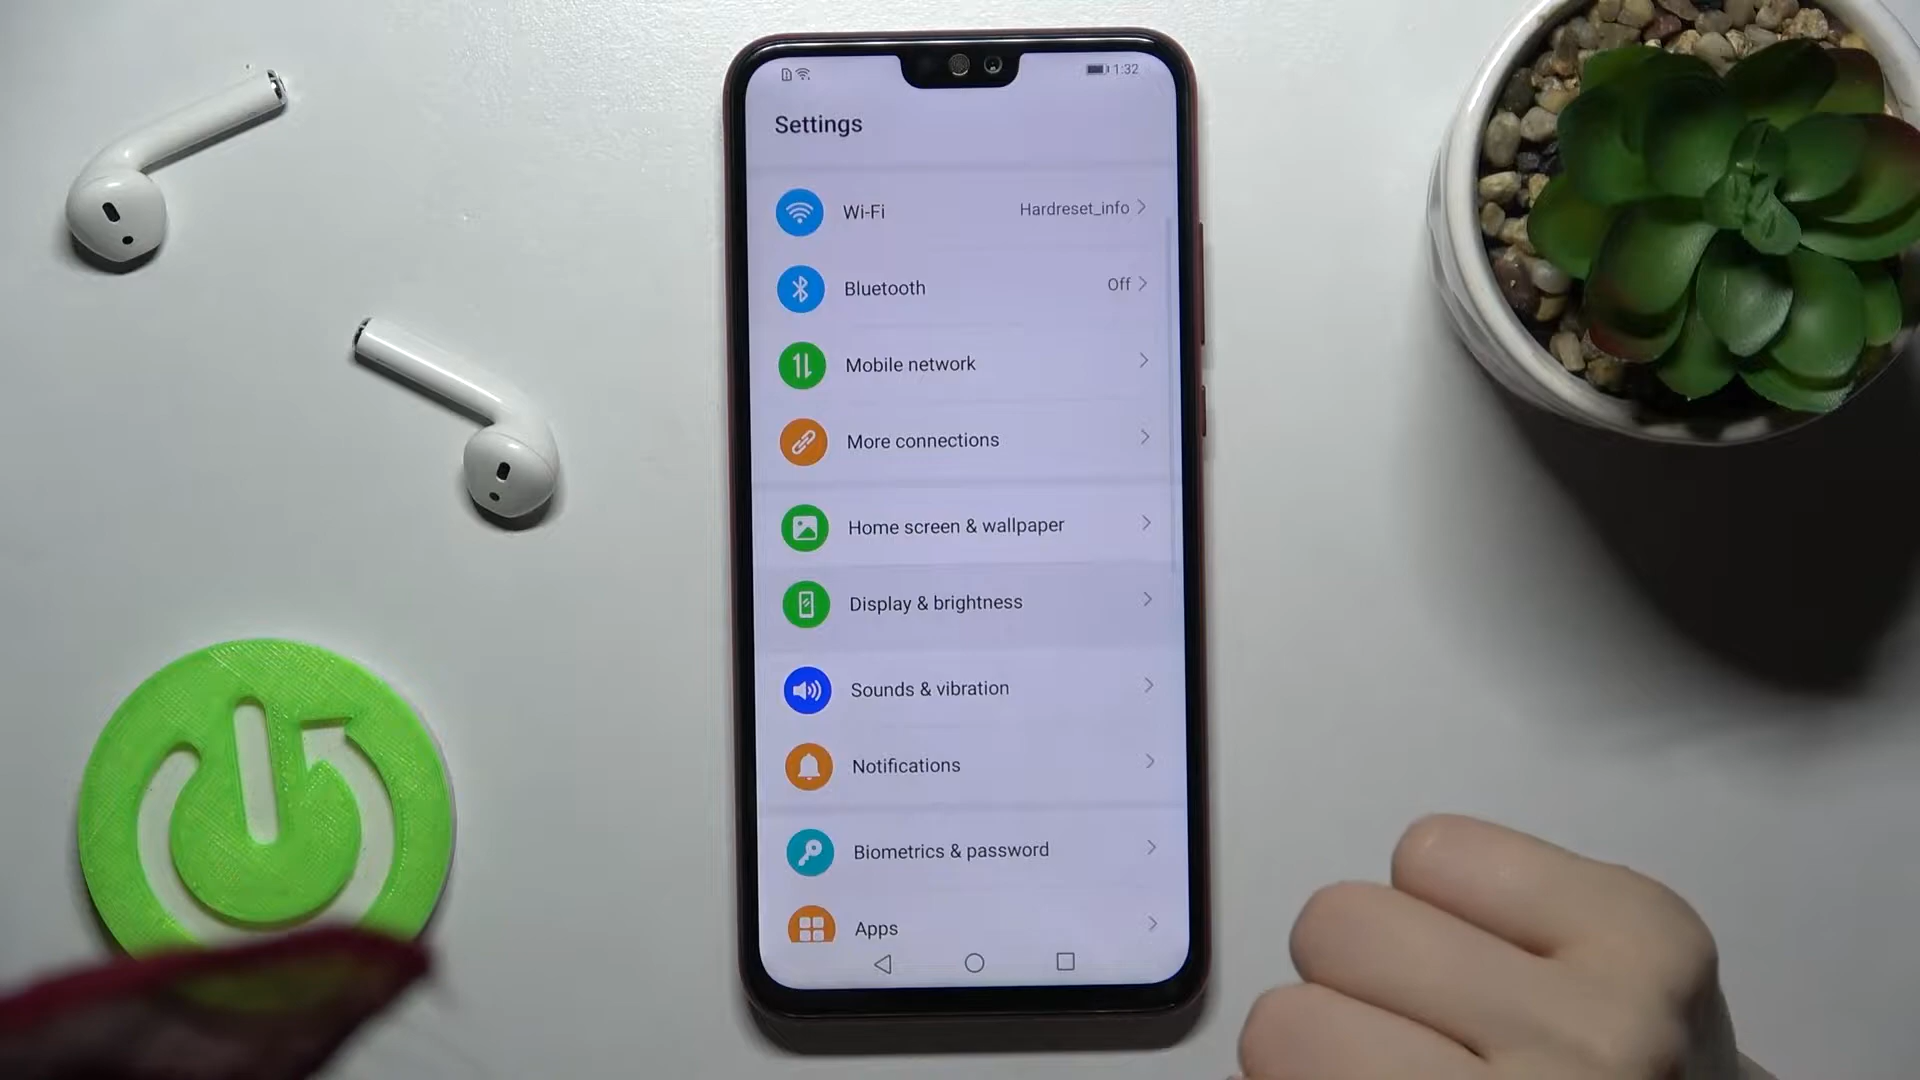 1:32
Settings
Wi-Fi Hardreset_info
Bluetooth Off
Mobile network
More connections
Home screen & wallpaper
Display & brightness
Sounds & vibration
Notifications
Biometrics & password
Apps